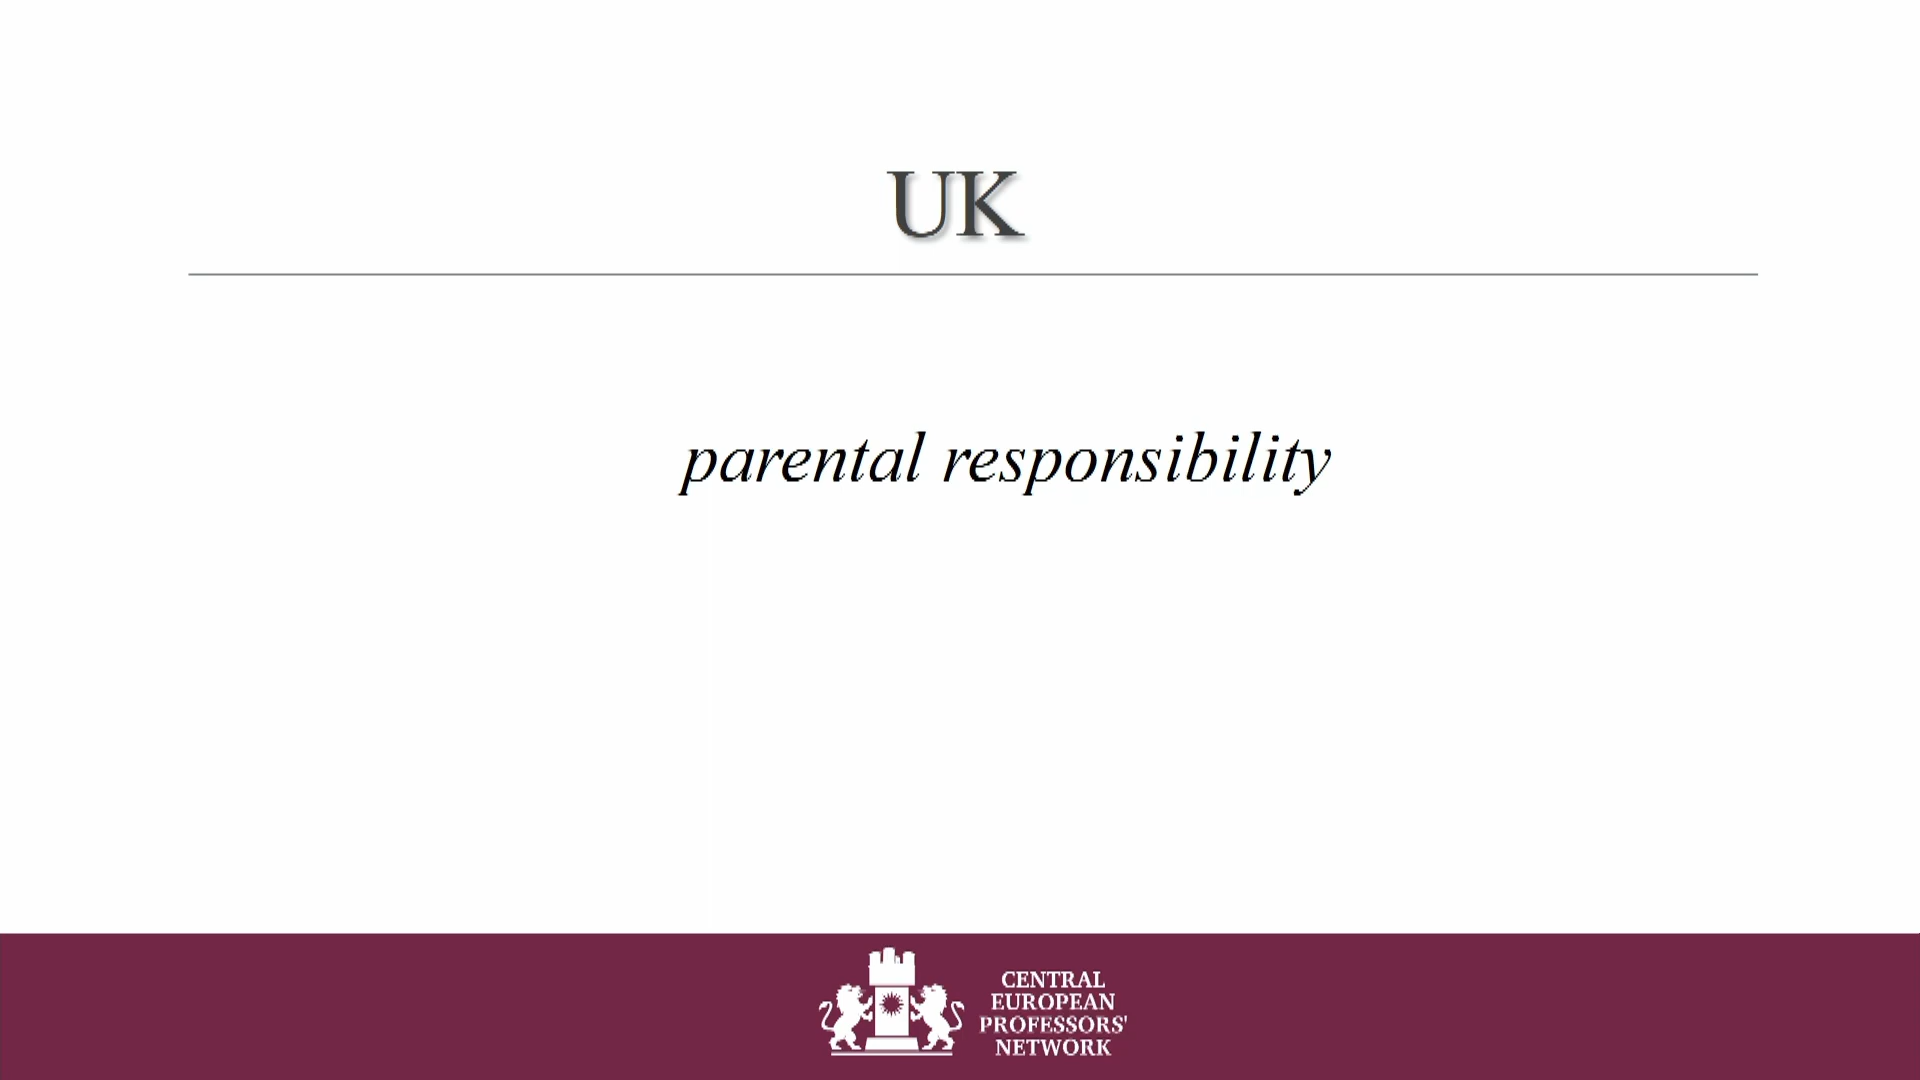 UK
parental responsibility
CENTRAL
EUROPEAN
PROFESSORS'
NETWORK